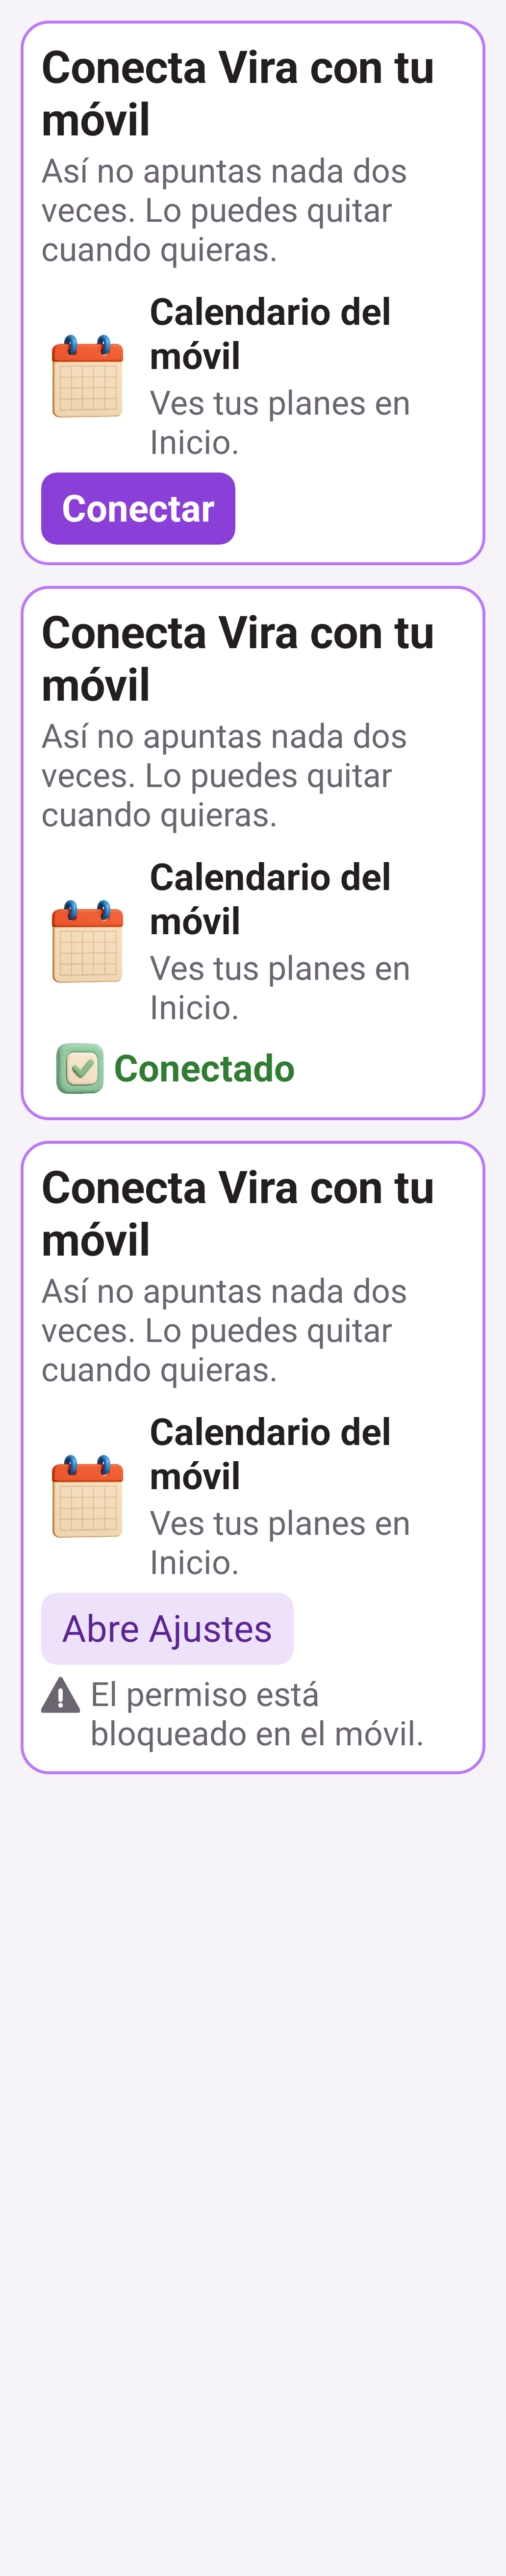 Conecta Vira con tu
móvil
Así no apuntas nada dos
veces. Lo puedes quitar
cuando quieras.
Calendario del
móvil
Ves tus planes en
Inicio.
Conectar
Conecta Vira con tu
móvil
Así no apuntas nada dos
veces. Lo puedes quitar
cuando quieras.
Calendario del
móvil
Ves tus planes en
Inicio.
Conectado
Conecta Vira con tu
móvil
Así no apuntas nada dos
veces. Lo puedes quitar
cuando quieras.
Calendario del
móvil
Ves tus planes en
Inicio.
Abre Ajustes
El permiso está
bloqueado en el móvil.